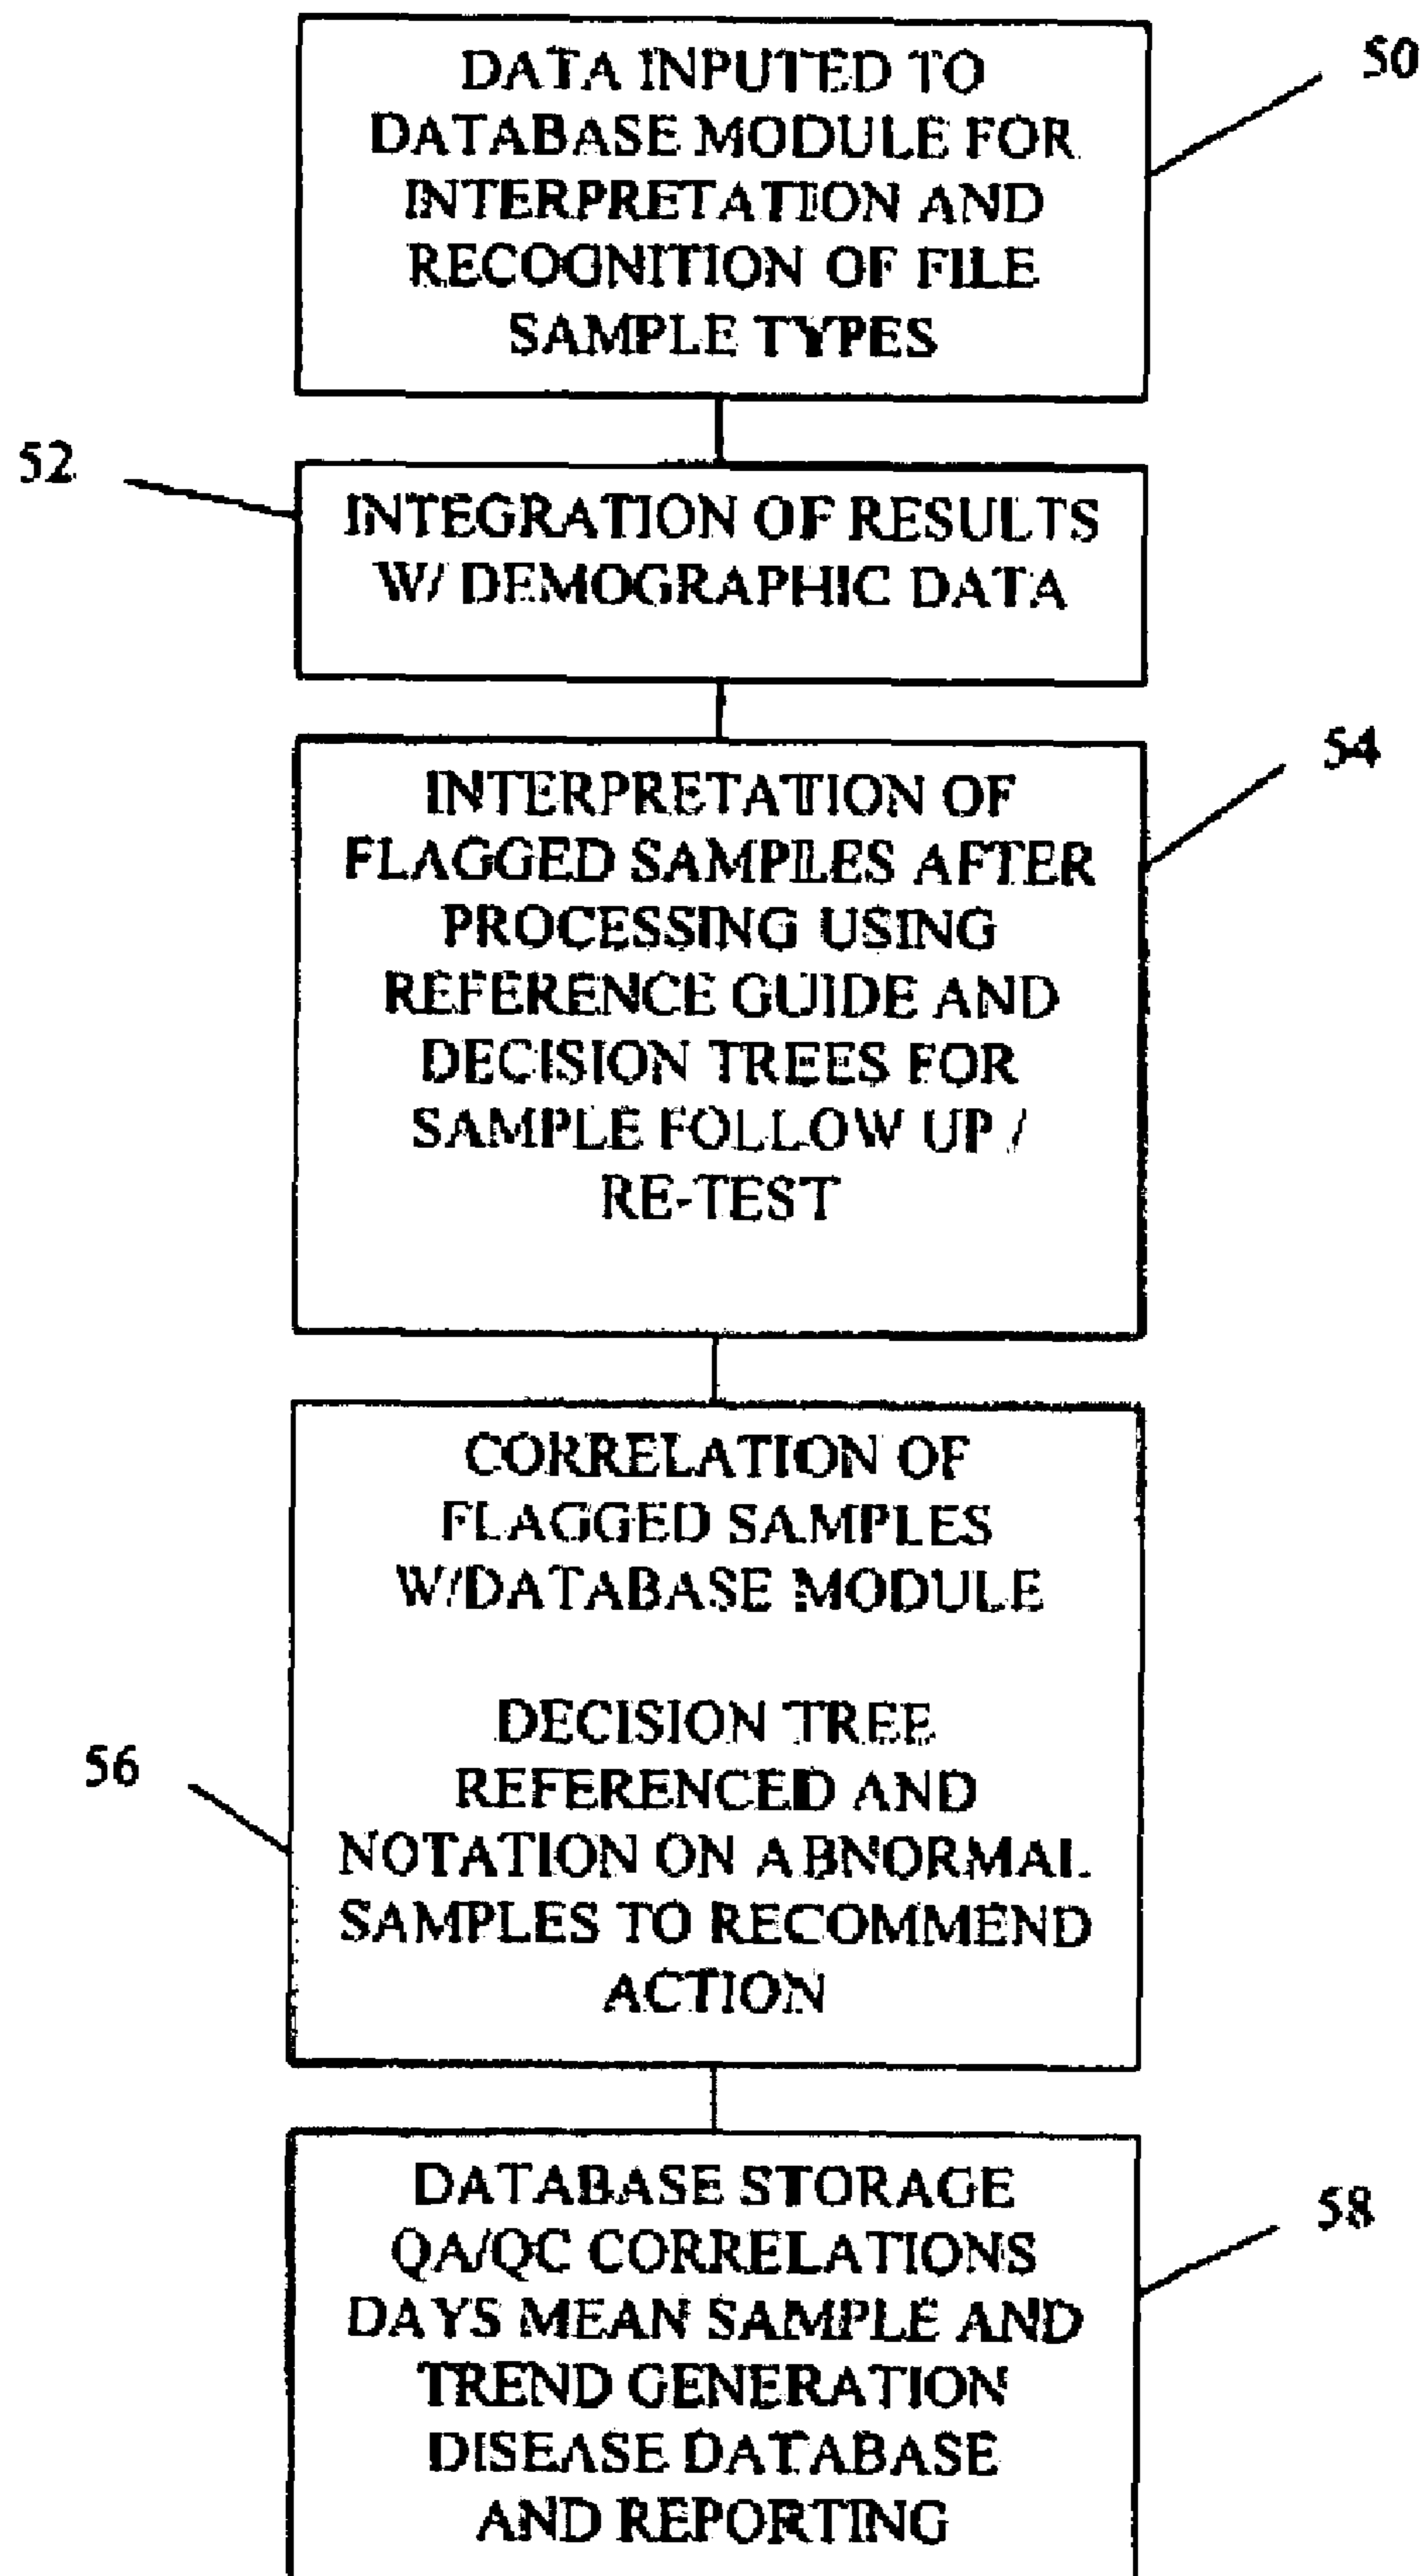 DATA INPUTED TO
DATABASE MODULE FOR
INTERPRETATION AND
RECOGNITION OF FILE
SAMPLE TYPES
50
52
INTEGRATION OF RESULTS
W/ DEMOGRAPHIC DATA
54
INTERPRETATION OF
FLAGGED SAMPLES AFTER
PROCESSING USING
REFERENCE GUIDE AND
DECISION TREES FOR
SAMPLE FOLLOW UP /
RE-TEST
CORRELATION OF
FLAGGED SAMPLES
W/DATABASE MODULE
DECISION TREE
REFERENCED AND
NOTATION ON ABNORMAL
SAMPLES TO RECOMMEND
ACTION
56
DATABASE STORAGE
QA/QC CORRELATIONS
DAYS MEAN SAMPLE AND
TREND GENERATION
DISEASE DATABASE
AND REPORTING
58